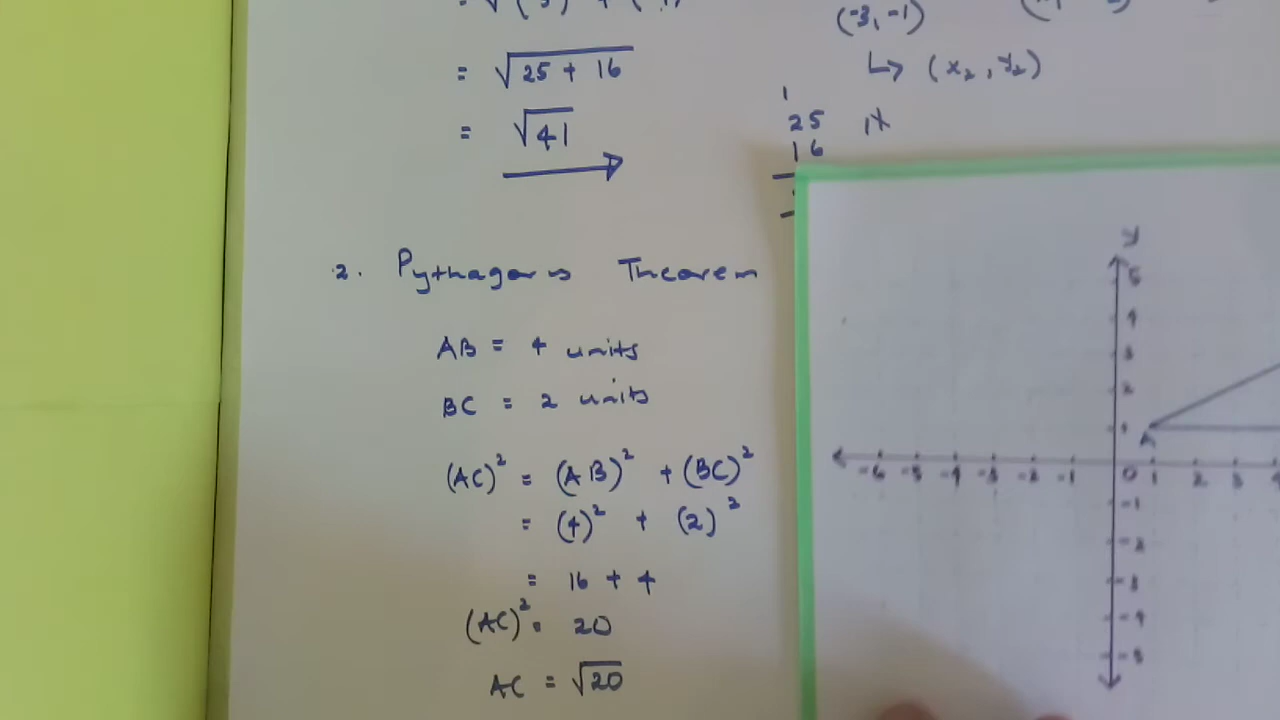 = √25 + 16
= √41
(-3, -1)
↳ (x₂, y₂)
1
25
16
2. Pythagoras Theorem
AB = 4 units
BC = 2 units
(AC)² = (AB)² + (BC)²
= (4)² + (2)²
= 16 + 4
(AC)² = 20
AC = √20
y
5
4
3
2
1
A
-6 -5 -4 -3 -2 -1 0 1 2 3 4
-1
-2
-3
-4
-5